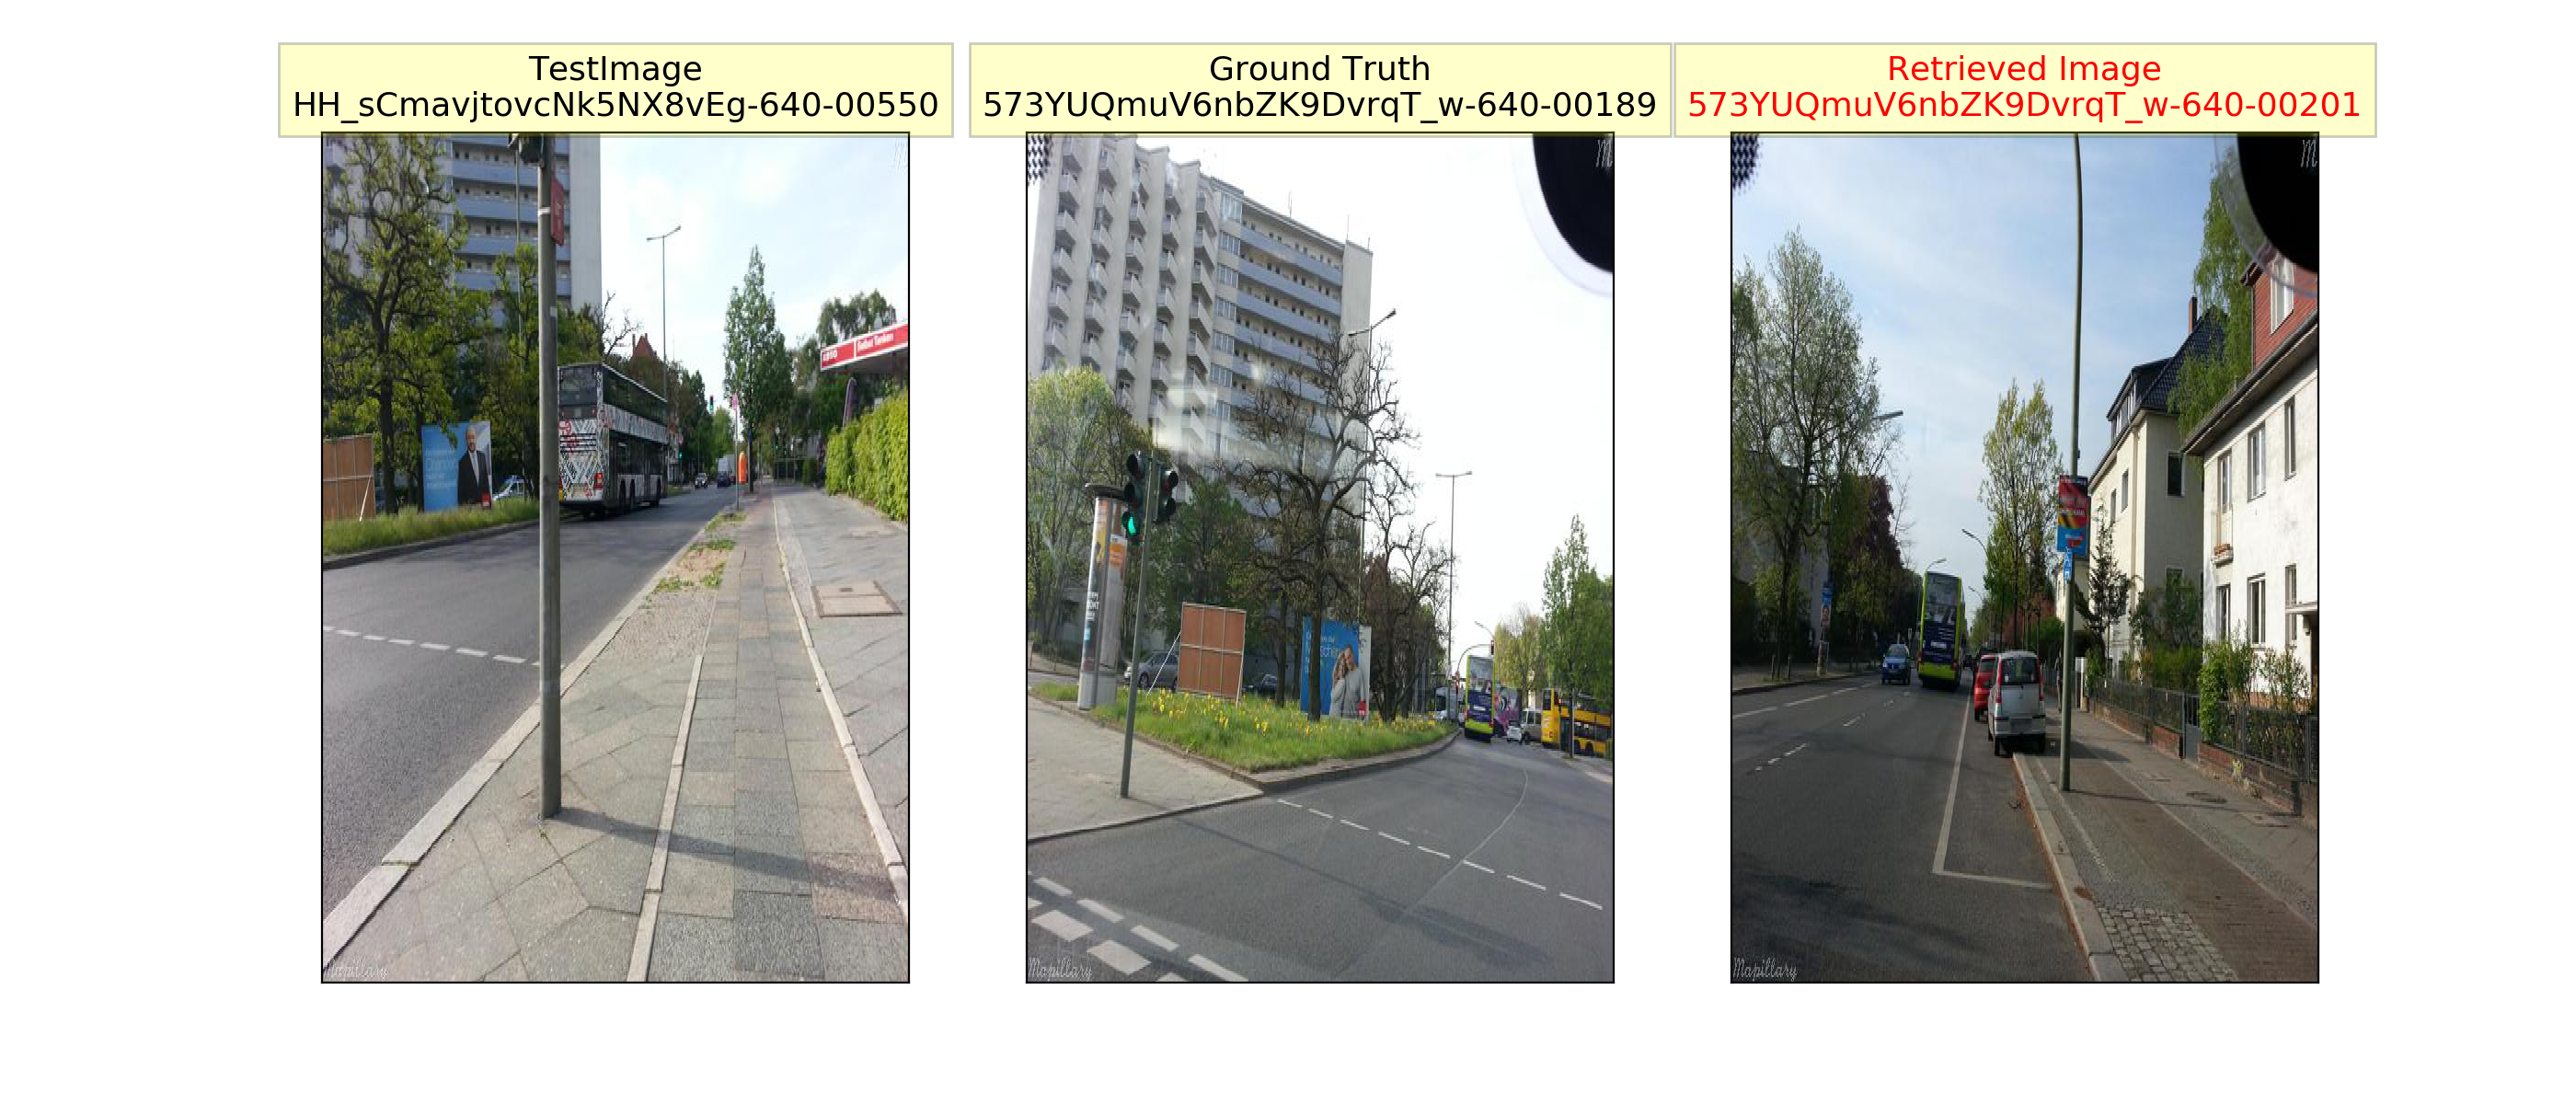 TestImage
HH_sCmavjtovcNk5NX8vEg-640-00550
Ground Truth
573YUQmuV6nbZK9DvrqT_w-640-00189
Retrieved Image
573YUQmuV6nbZK9DvrqT_w-640-00201
Mapillary
Mapillary
Mapillary